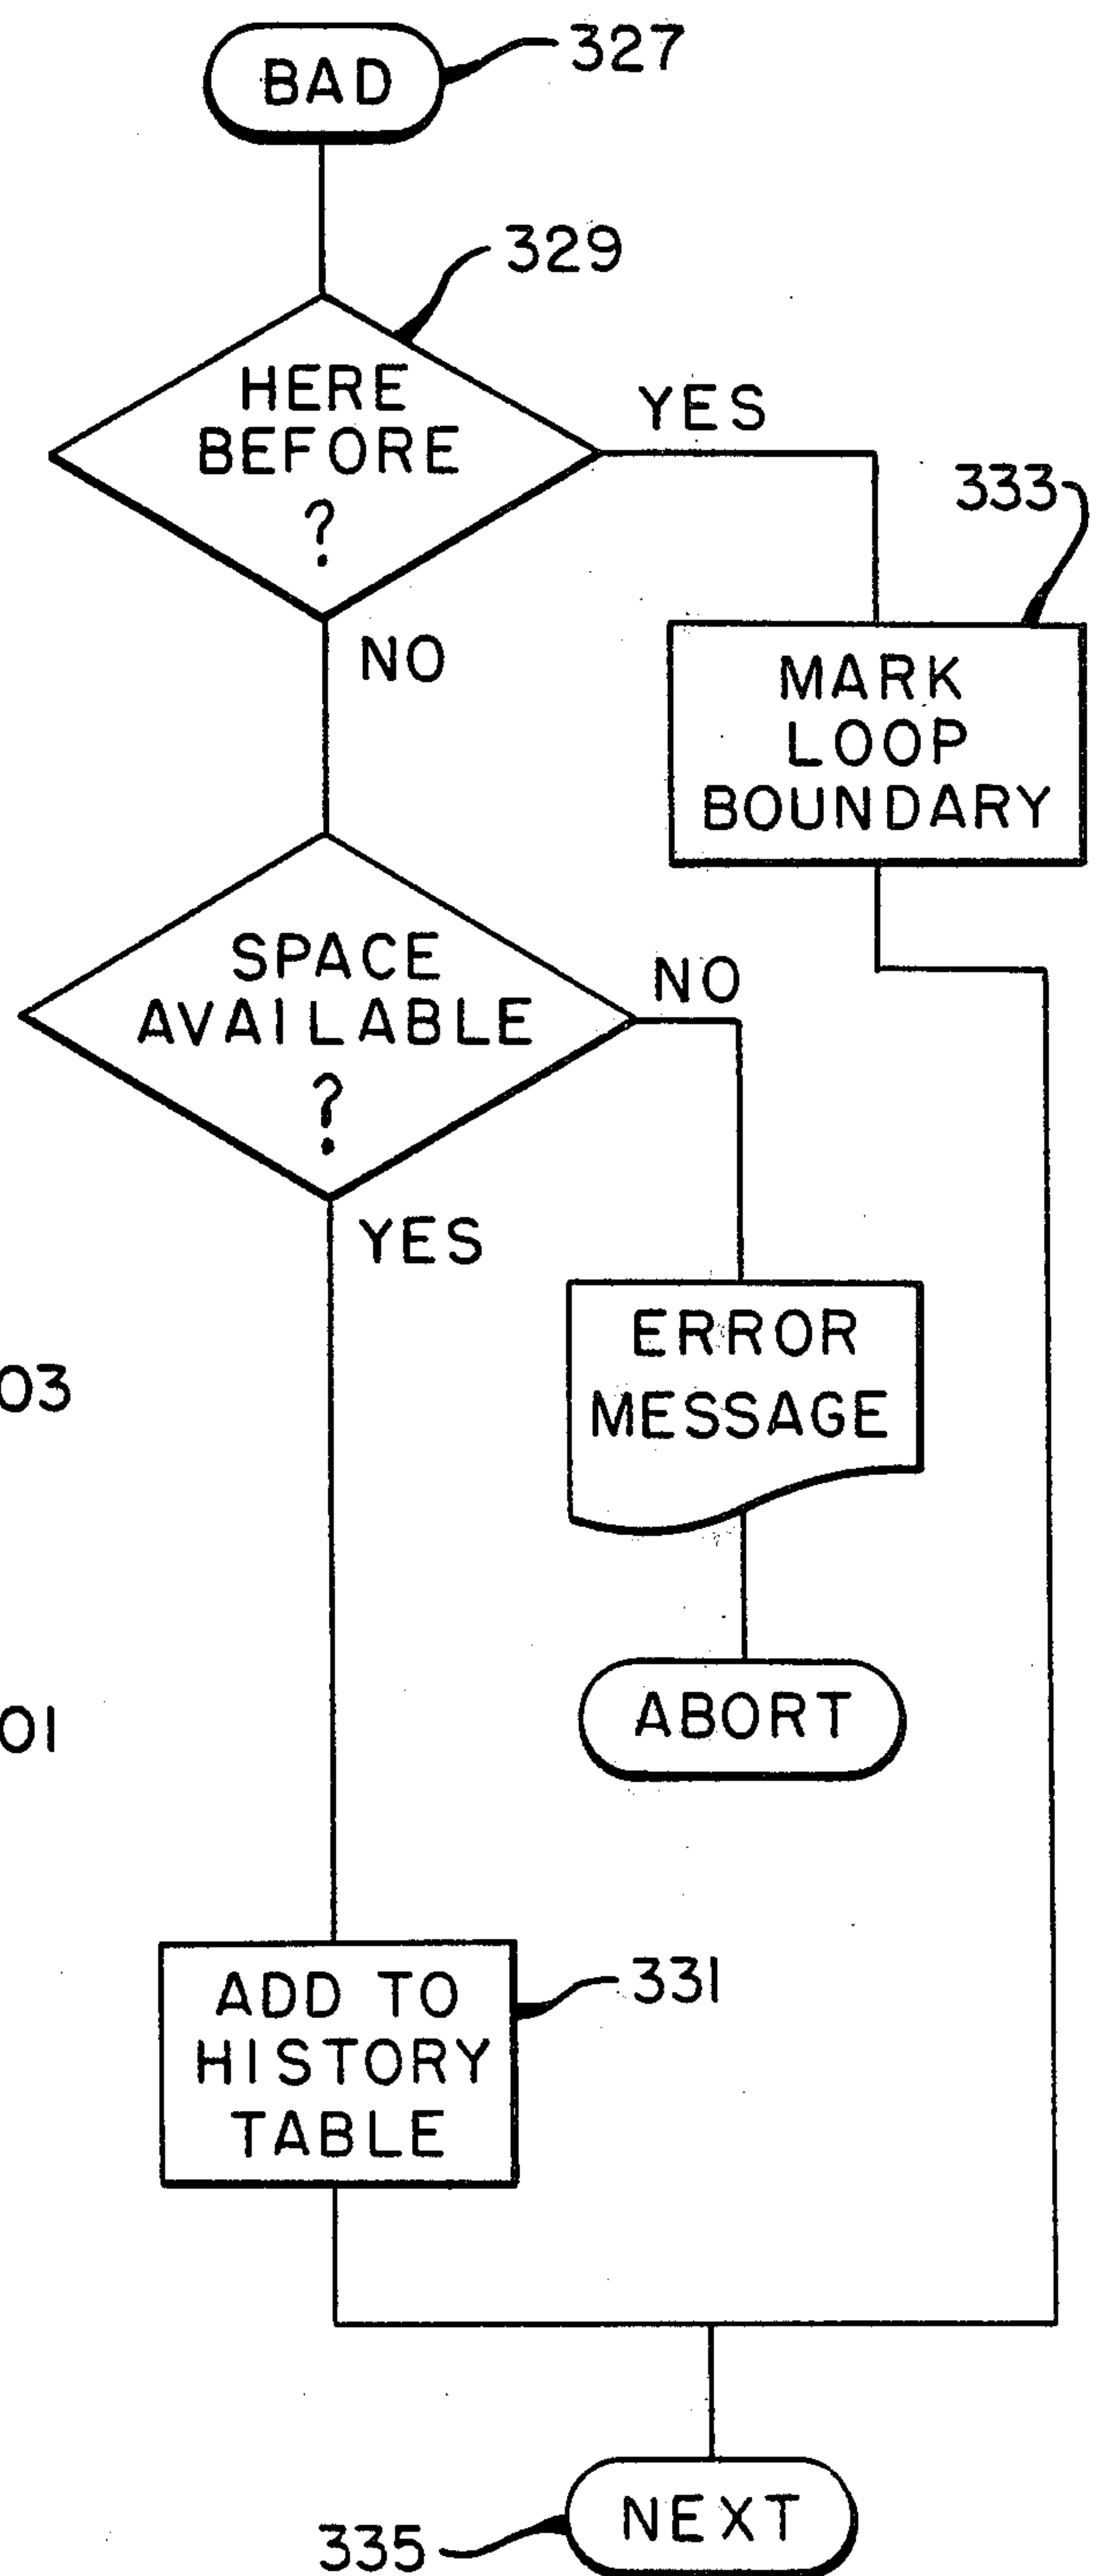 BAD
327
329
HERE
BEFORE
?
YES
333
NO
MARK
LOOP
BOUNDARY
SPACE
AVAILABLE
?
NO
YES
ERROR
MESSAGE
03
ABORT
01
ADD TO
HISTORY
TABLE
331
NEXT
335